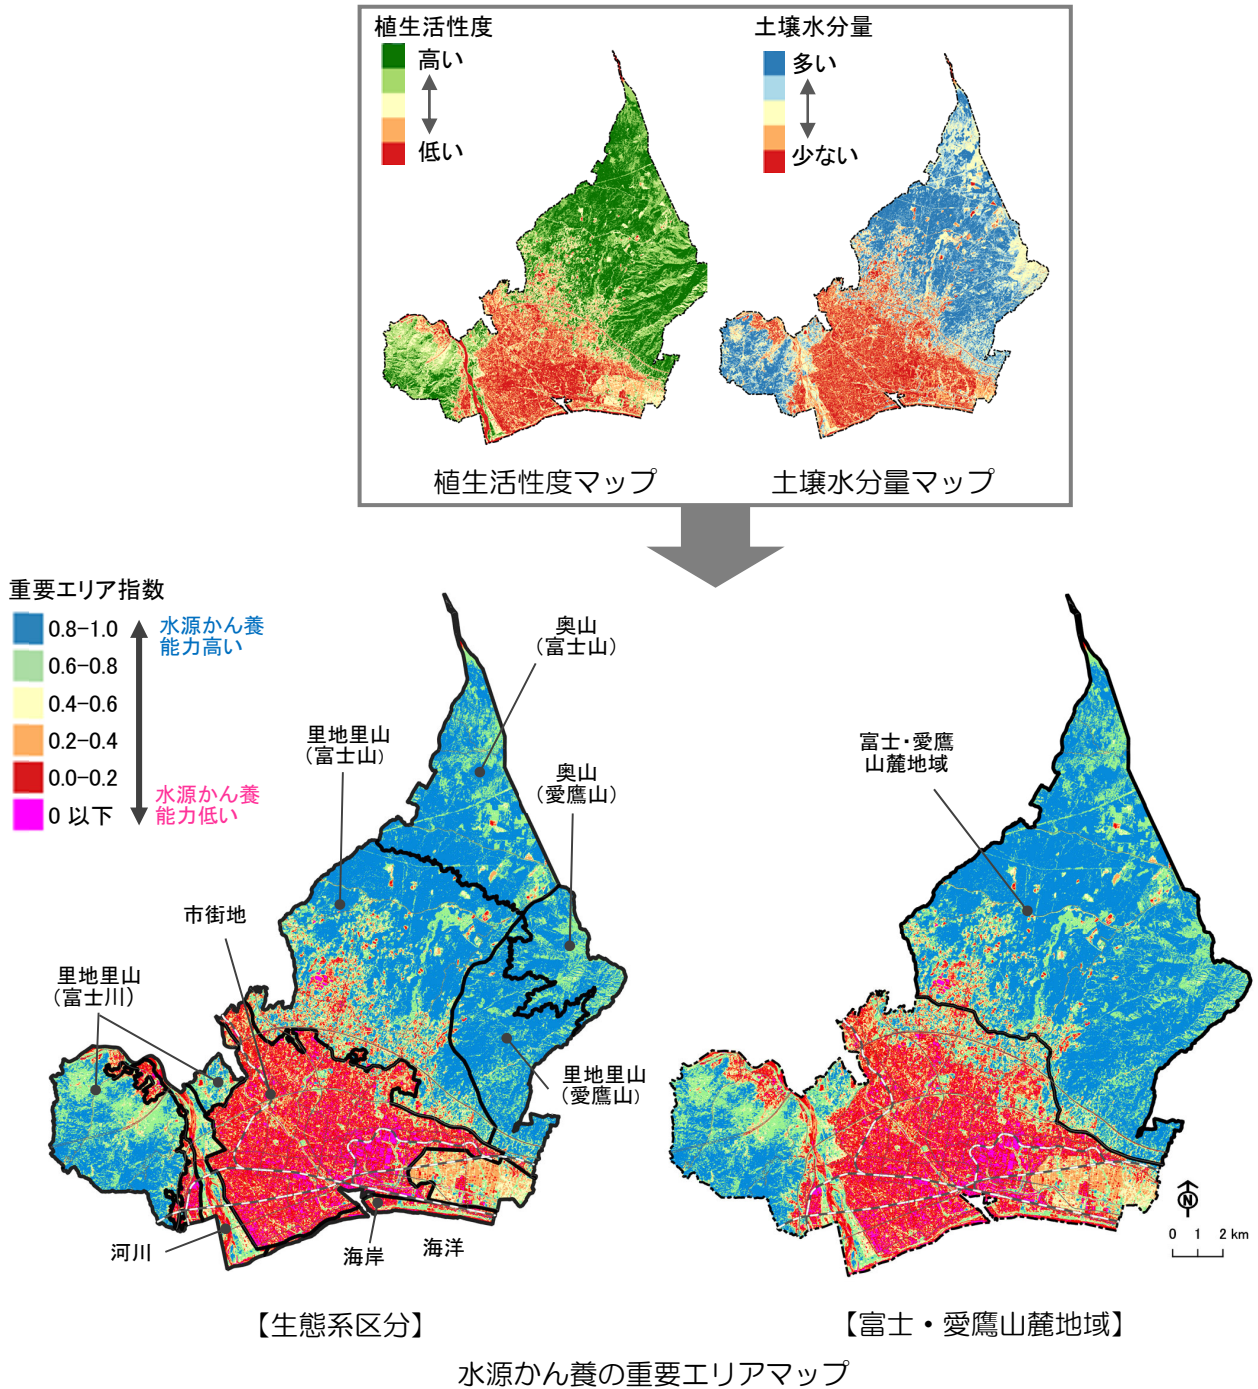 植生活性度
高い
低い
植生活性度マップ
土壌水分量
多い
少ない
土壌水分量マップ
重要エリア指数
0.8-1.0
0.6-0.8
0.4-0.6
0.2-0.4
0.0-0.2
0 以下
水源かん養
能力高い
水源かん養
能力低い
奥山
(富士山)
里地里山
(富士山)
奥山
(愛鷹山)
市街地
里地里山
(富士川)
里地里山
(愛鷹山)
河川
海岸
海洋
【生態系区分】
富士・愛鷹
山麓地域
N
0 1 2 km
【富士・愛鷹山麓地域】
水源かん養の重要エリアマップ